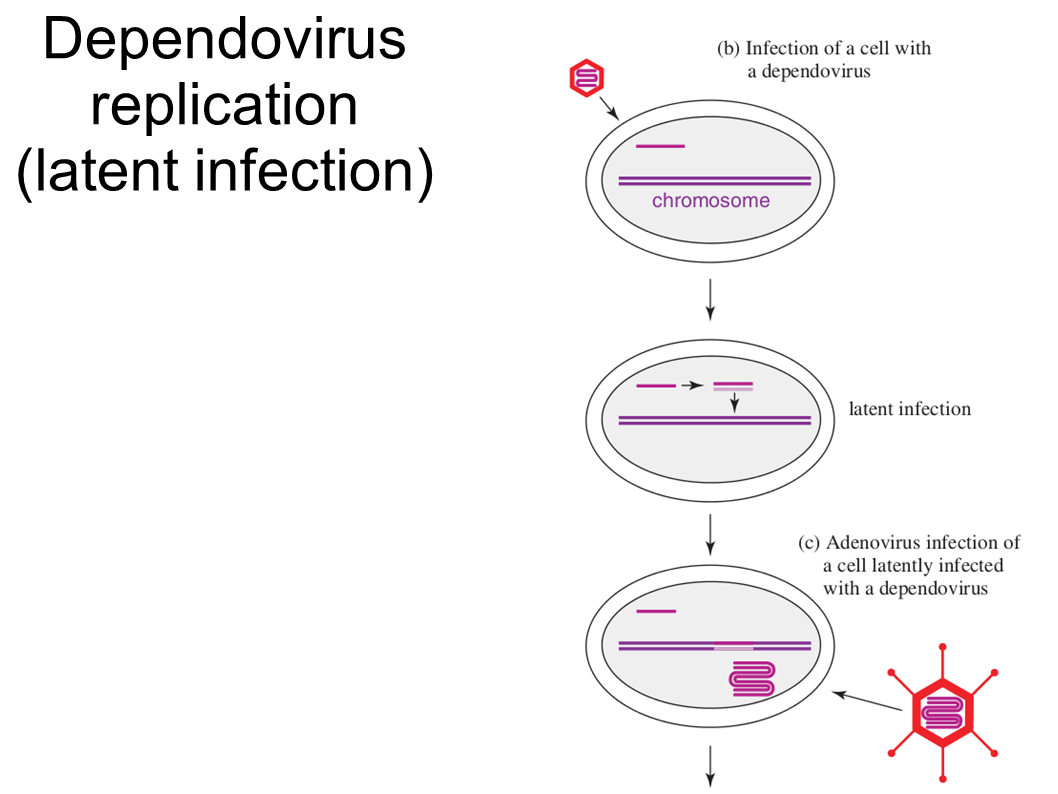 Dependovirus
replication
(latent infection)
(b) Infection of a cell with
a dependovirus
chromosome
latent infection
(c) Adenovirus infection of
a cell latently infected
with a dependovirus